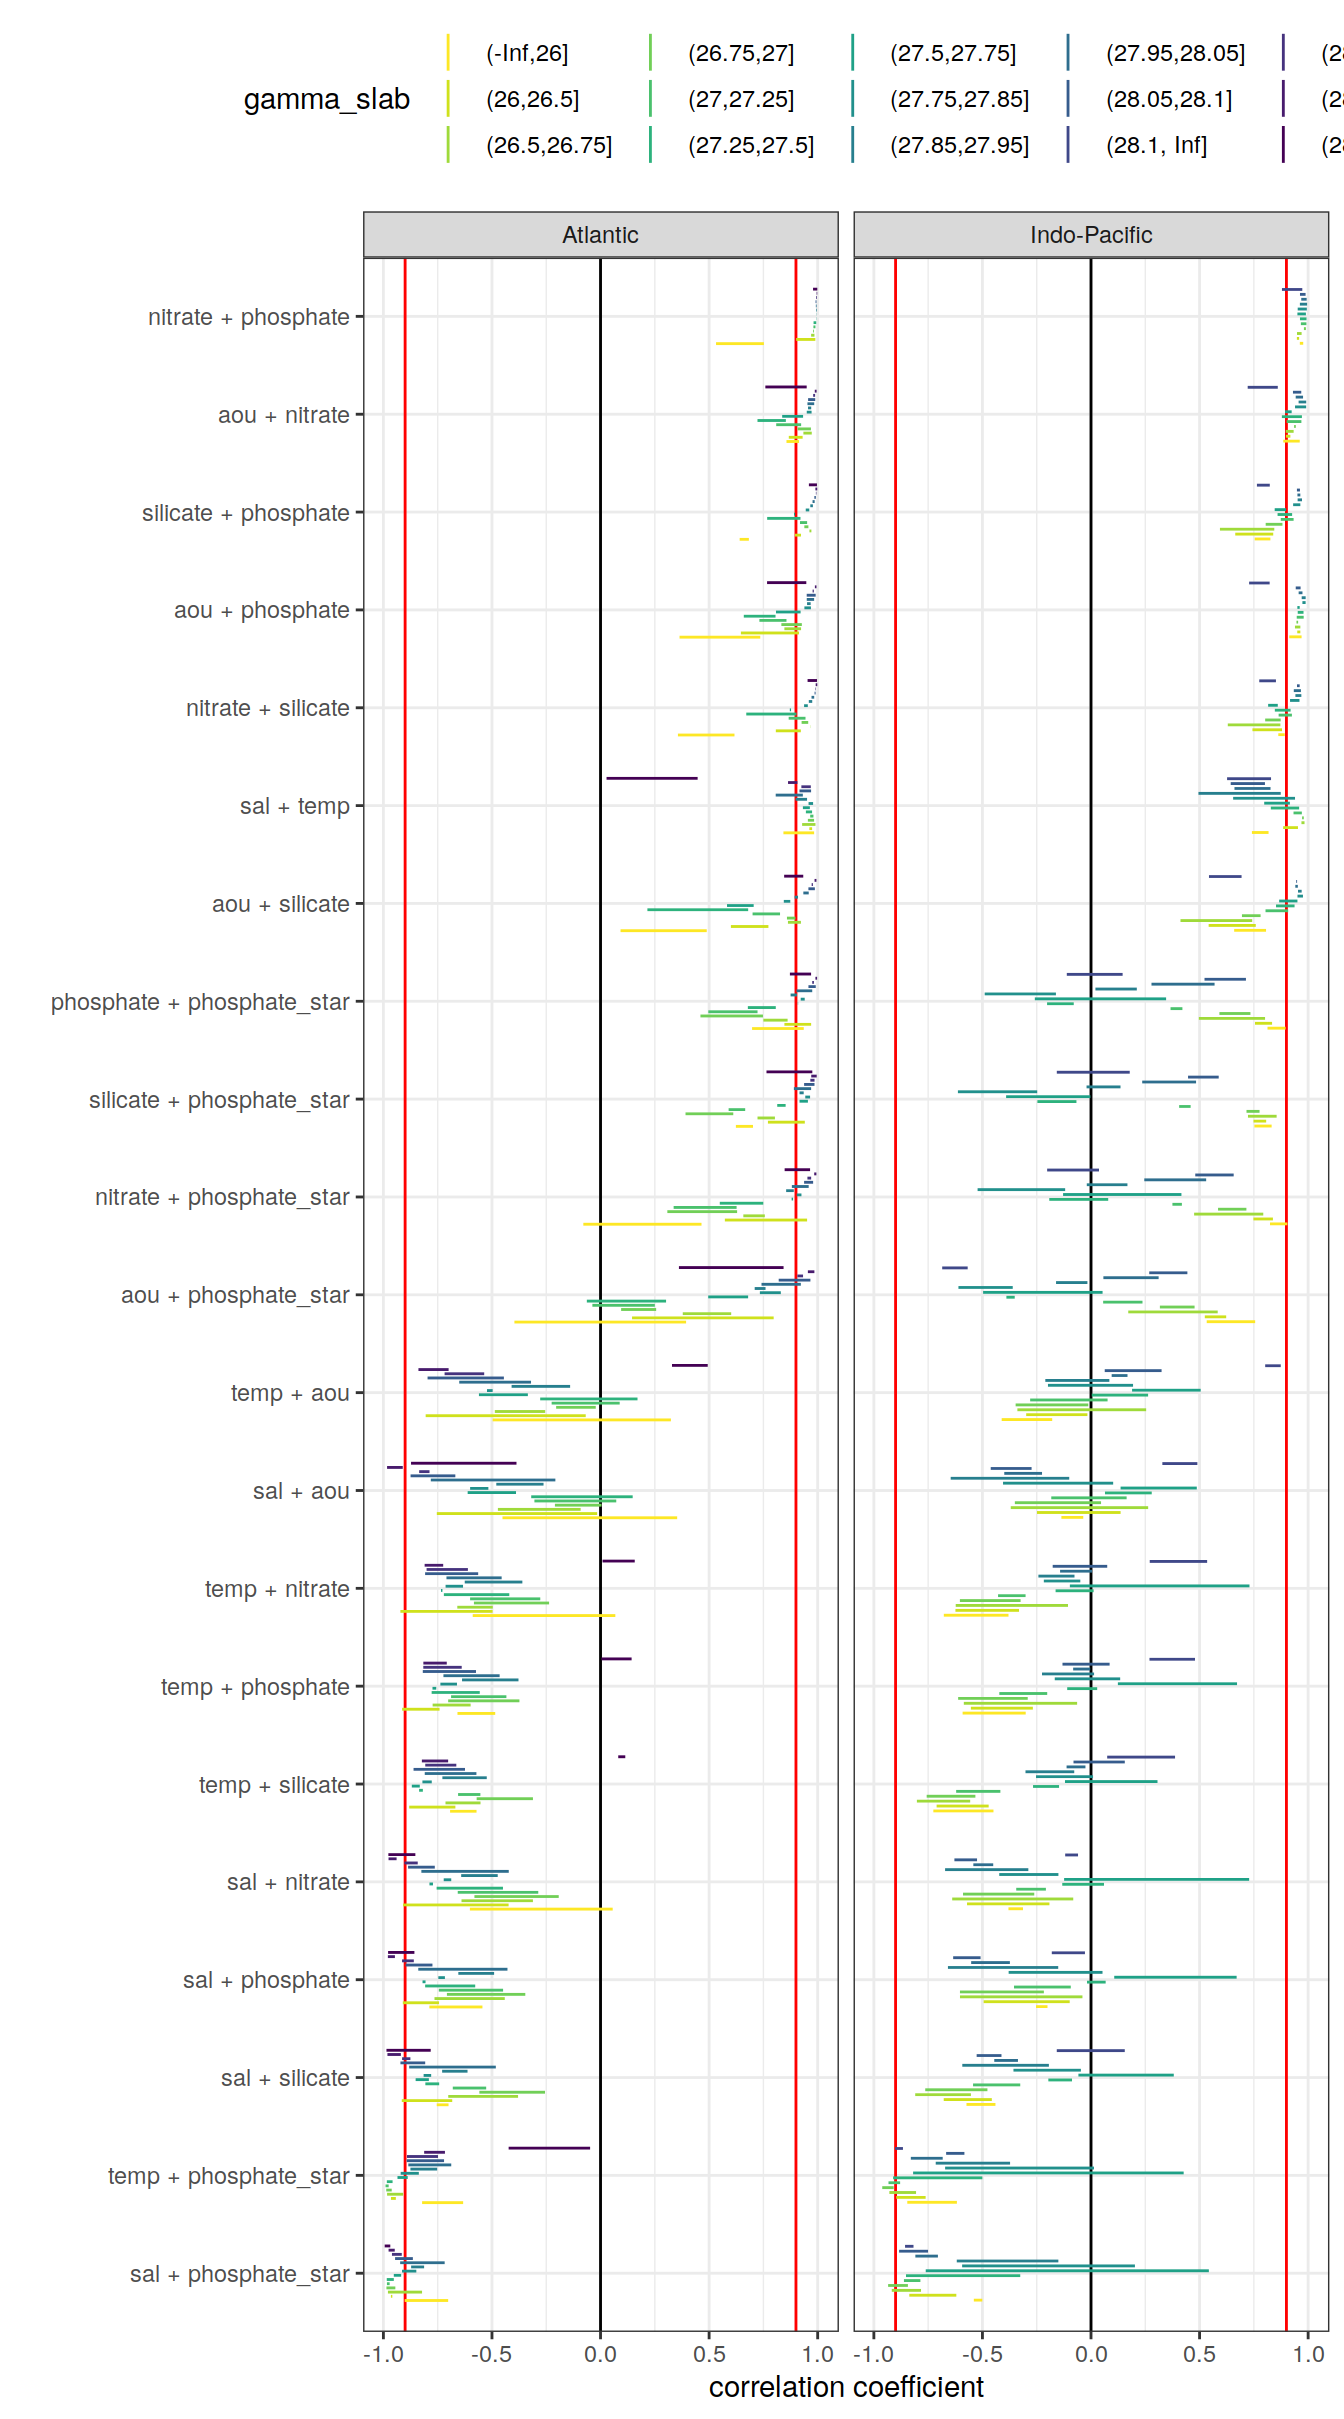 (-Inf,26] (26.75,27] (27.5,27.75] (27.95,28.05]
gamma_slab (26,26.5] (27,27.25] (27.75,27.85] (28.05,28.1]
(26.5,26.75] (27.25,27.5] (27.85,27.95] (28.1, Inf]
Atlantic Indo-Pacific
nitrate + phosphate
aou + nitrate
silicate + phosphate
aou + phosphate
nitrate + silicate
sal + temp
aou + silicate
phosphate + phosphate_star
silicate + phosphate_star
nitrate + phosphate_star
aou + phosphate_star
temp + aou
sal + aou
temp + nitrate
temp + phosphate
temp + silicate
sal + nitrate
sal + phosphate
sal + silicate
temp + phosphate_star
sal + phosphate_star
-1.0 -0.5 0.0 0.5 1.0 -1.0 -0.5 0.0 0.5 1.0
correlation coefficient